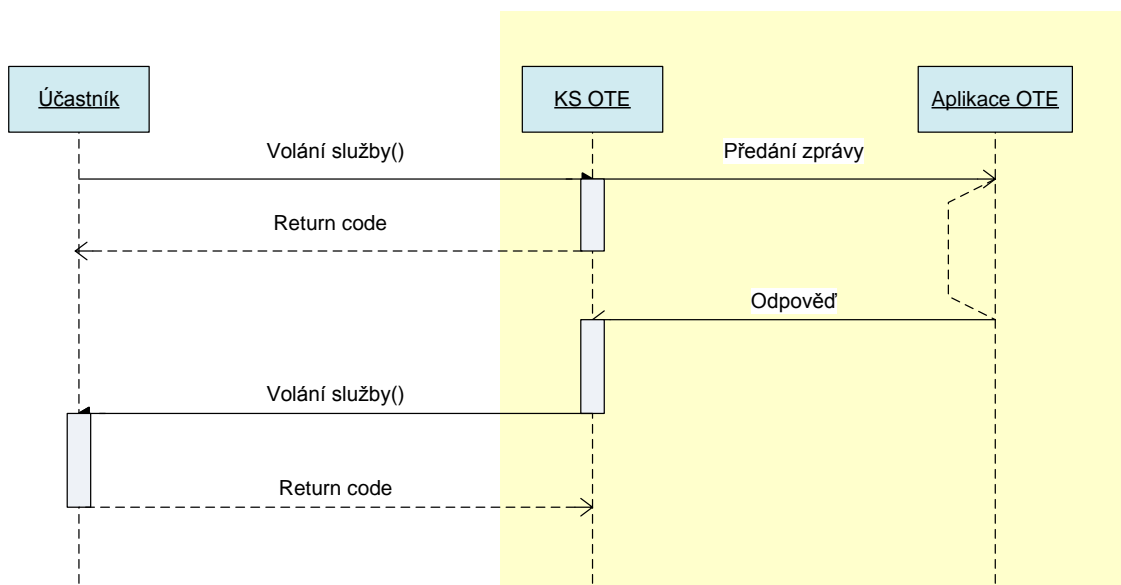 Účastník
KS OTE
Aplikace OTE
Volání služby()
Předání zprávy
Return code
Odpověď
Volání služby()
Return code